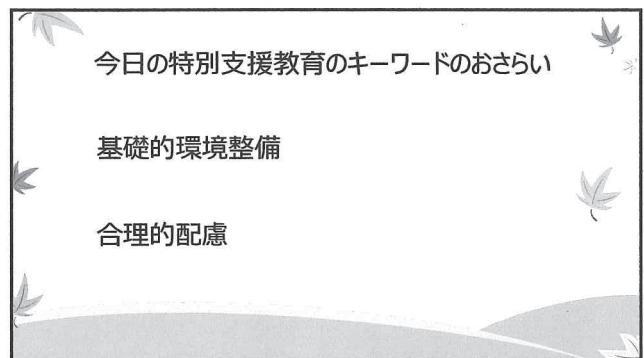 今日の特別支援教育のキーワードのおさらい
基礎的環境整備
合理的配慮